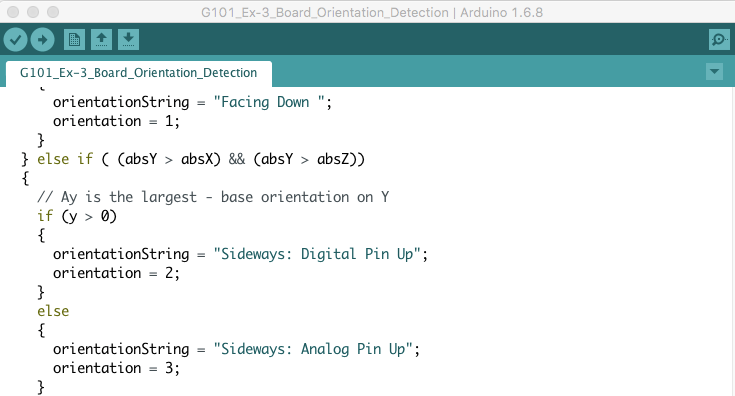 G101_Ex-3_Board_Orientation_Detection | Arduino 1.6.8
G101_Ex-3_Board_Orientation_Detection
{
orientationString = "Facing Down ";
orientation = 1;
}
} else if ( (absY > absX) && (absY > absZ))
{
// Ay is the largest - base orientation on Y
if (y > 0)
{
orientationString = "Sideways: Digital Pin Up";
orientation = 2;
}
else
{
orientationString = "Sideways: Analog Pin Up";
orientation = 3;
}